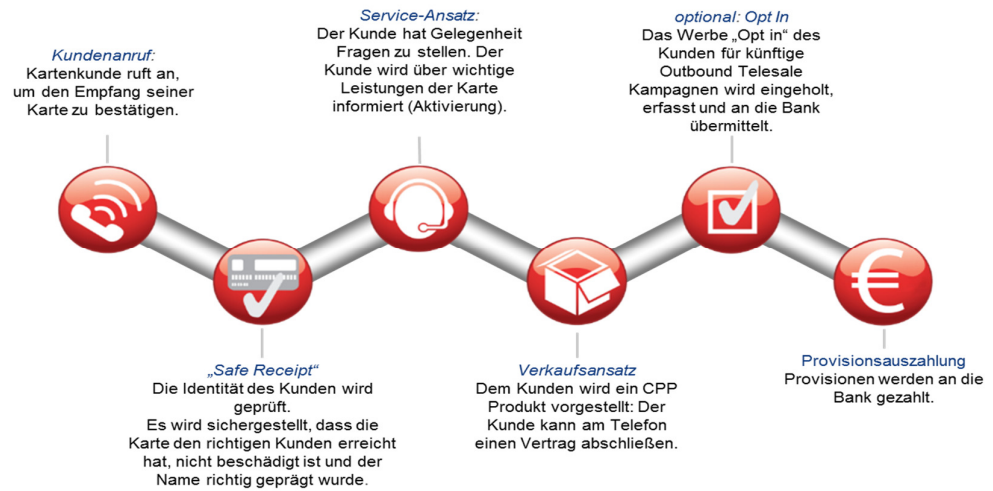 Kundenanruf:
Kartenkunde ruft an,
um den Empfang seiner
Karte zu bestätigen.
„Safe Receipt“
Die Identität des Kunden wird
geprüft.
Es wird sichergestellt, dass die
Karte den richtigen Kunden erreicht
hat, nicht beschädigt ist und der
Name richtig geprägt wurde.
Service-Ansatz:
Der Kunde hat Gelegenheit
Fragen zu stellen. Der
Kunde wird über wichtige
Leistungen der Karte
informiert (Aktivierung).
Verkaufsansatz
Dem Kunden wird ein CPP
Produkt vorgestellt: Der
Kunde kann am Telefon
einen Vertrag abschließen.
optional: Opt In
Das Werbe „Opt in“ des
Kunden für künftige
Outbound Telesale
Kampagnen wird eingeholt,
erfasst und an die Bank
übermittelt.
€
Provisionsauszahlung
Provisionen werden an die
Bank gezahlt.